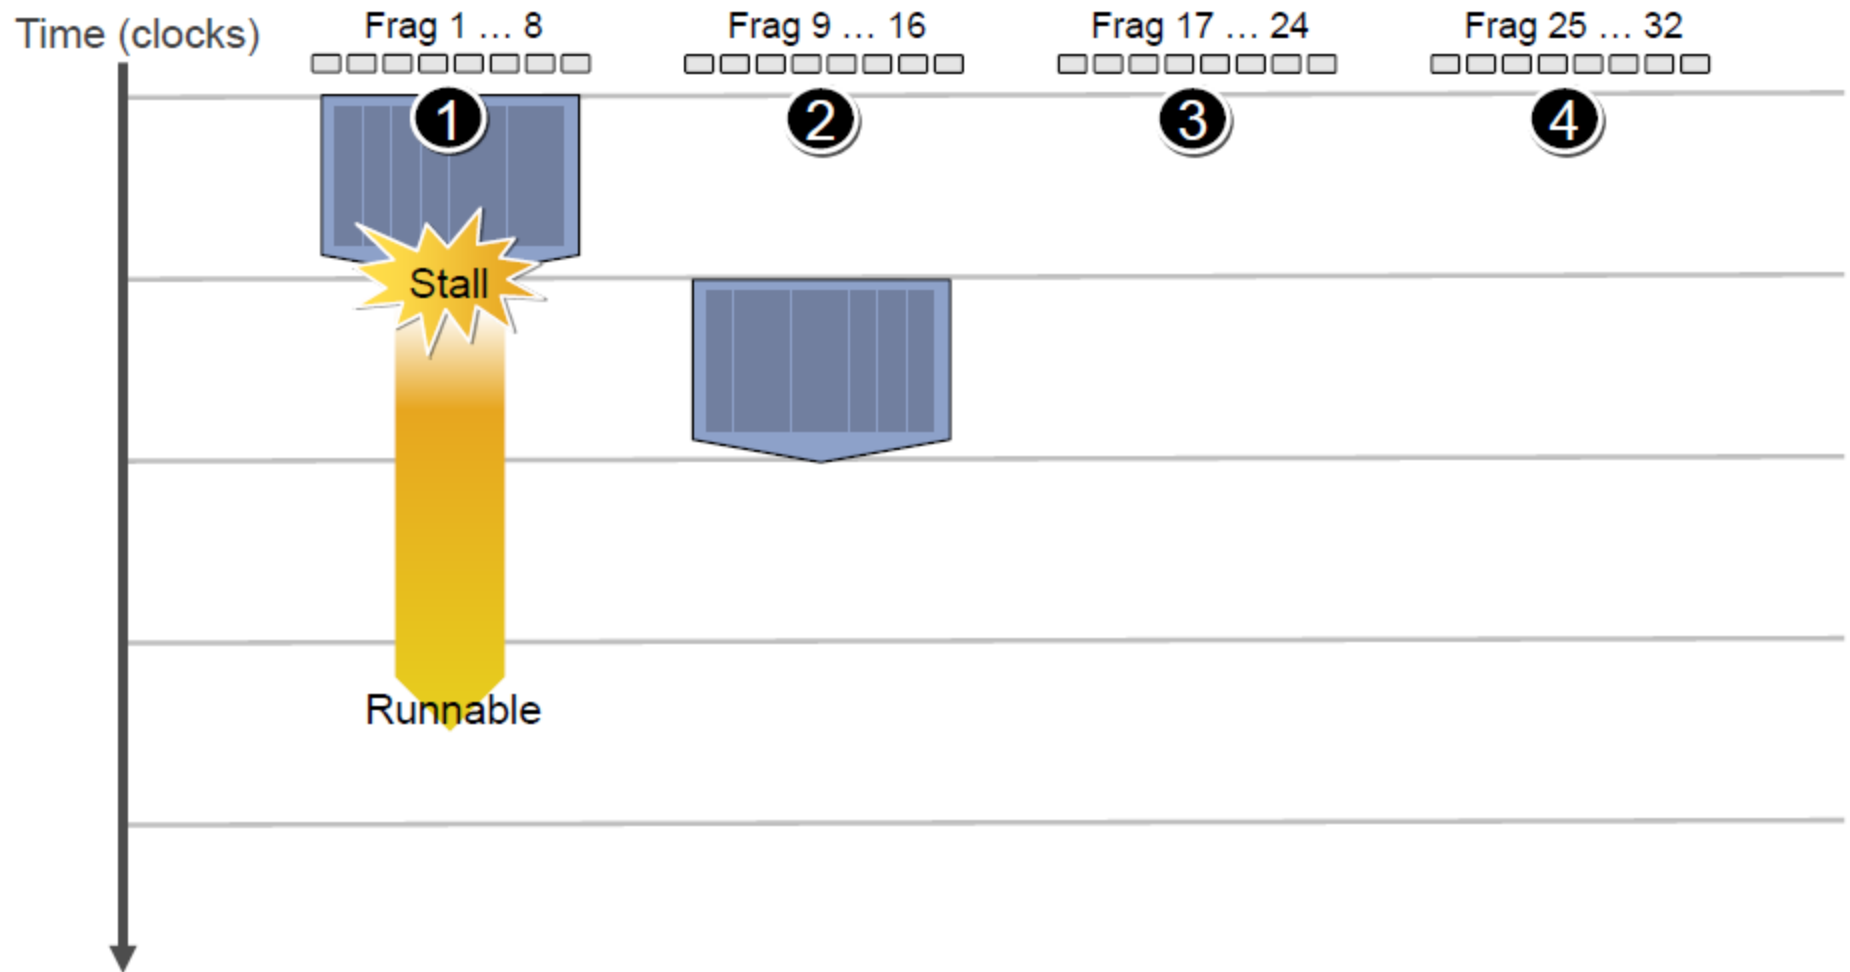 Time (clocks)
Frag 1 … 8
Frag 9 … 16
Frag 17 … 24
Frag 25 … 32
1
2
3
4
Stall
Runnable